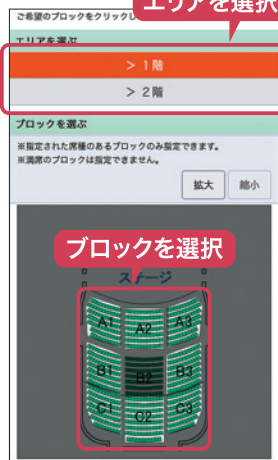 ご希望のブロックをクリックし
エリアを選択
エリアを選ぶ
> 1階
> 2階
ブロックを選ぶ
※指定された席種のあるブロックのみ指定できます。
※満席のブロックは指定できません。
拡大 縮小
ブロックを選択
ステージ
A1 A2 A3
B1 B2 B3
C1 C2 C3